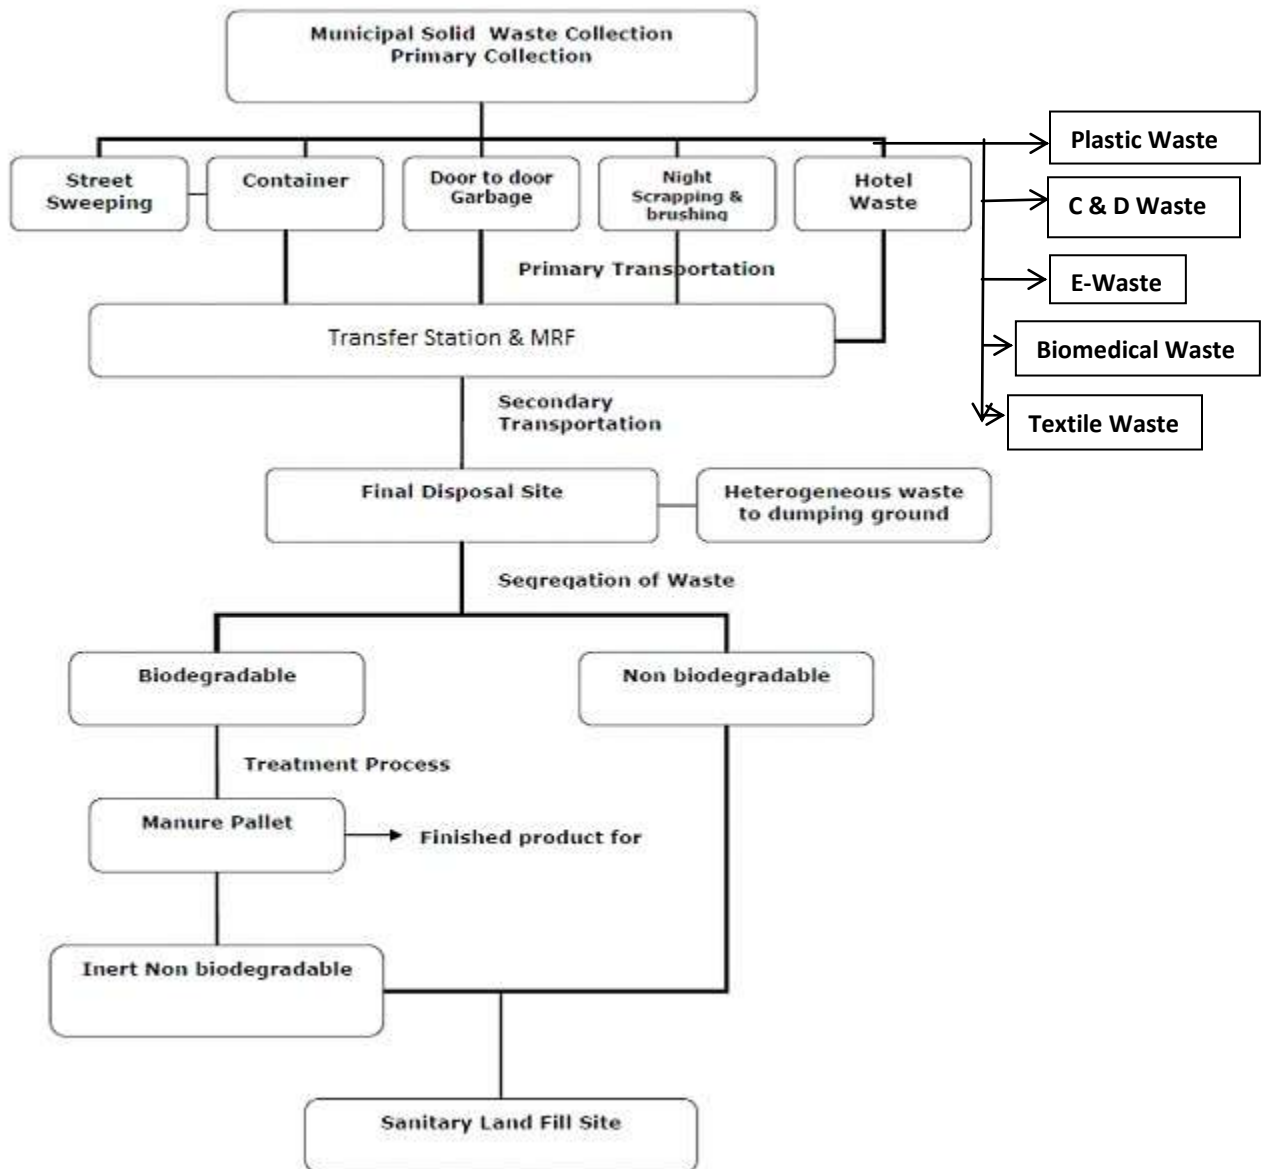 Municipal Solid Waste Collection
Primary Collection
Street
Sweeping
Container
Door to door
Garbage
Night
Scrapping &
brushing
Hotel
Waste
Plastic Waste
C & D Waste
E-Waste
Biomedical Waste
Textile Waste
Primary Transportation
Transfer Station & MRF
Secondary
Transportation
Final Disposal Site
Heterogeneous waste
to dumping ground
Segregation of Waste
Biodegradable
Non biodegradable
Treatment Process
Manure Pallet
Finished product for
Inert Non biodegradable
Sanitary Land Fill Site